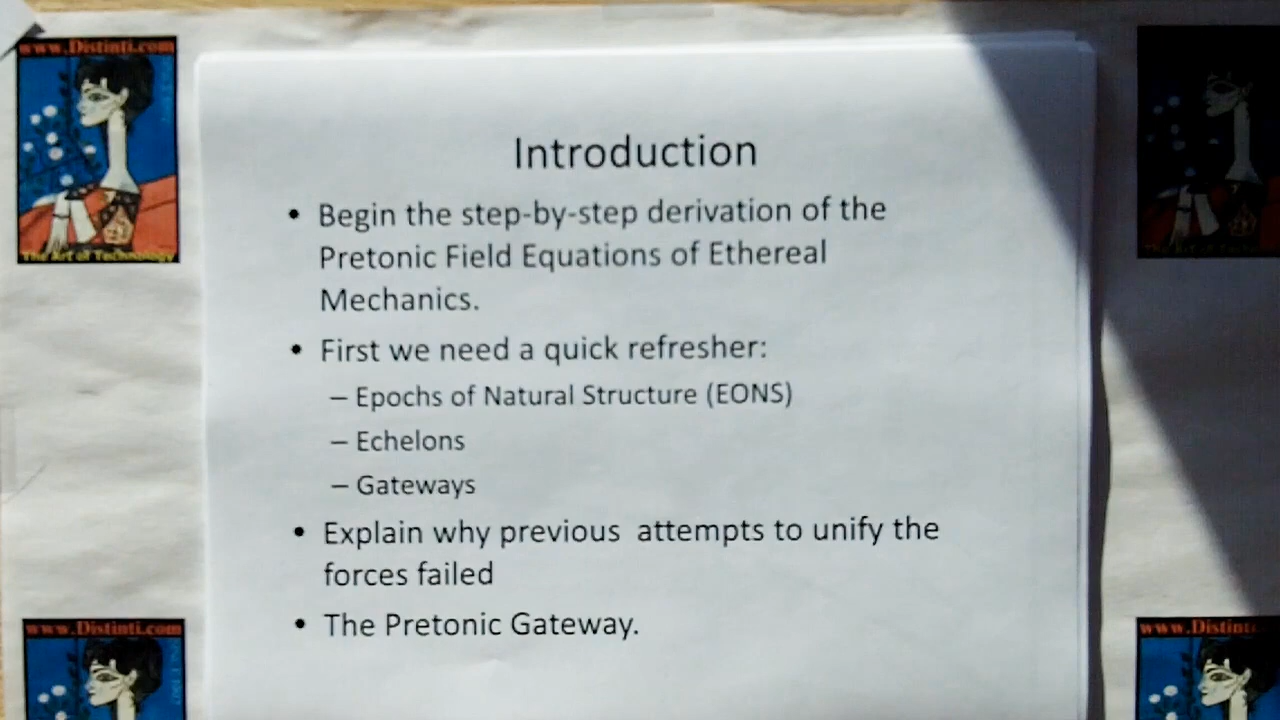 www.Distinti.com
The Art of Technology
Introduction
• Begin the step-by-step derivation of the
Pretonic Field Equations of Ethereal
Mechanics.
• First we need a quick refresher:
– Epochs of Natural Structure (EONS)
– Echelons
– Gateways
• Explain why previous attempts to unify the
forces failed
• The Pretonic Gateway.
www.Distinti.com
www.Distinti